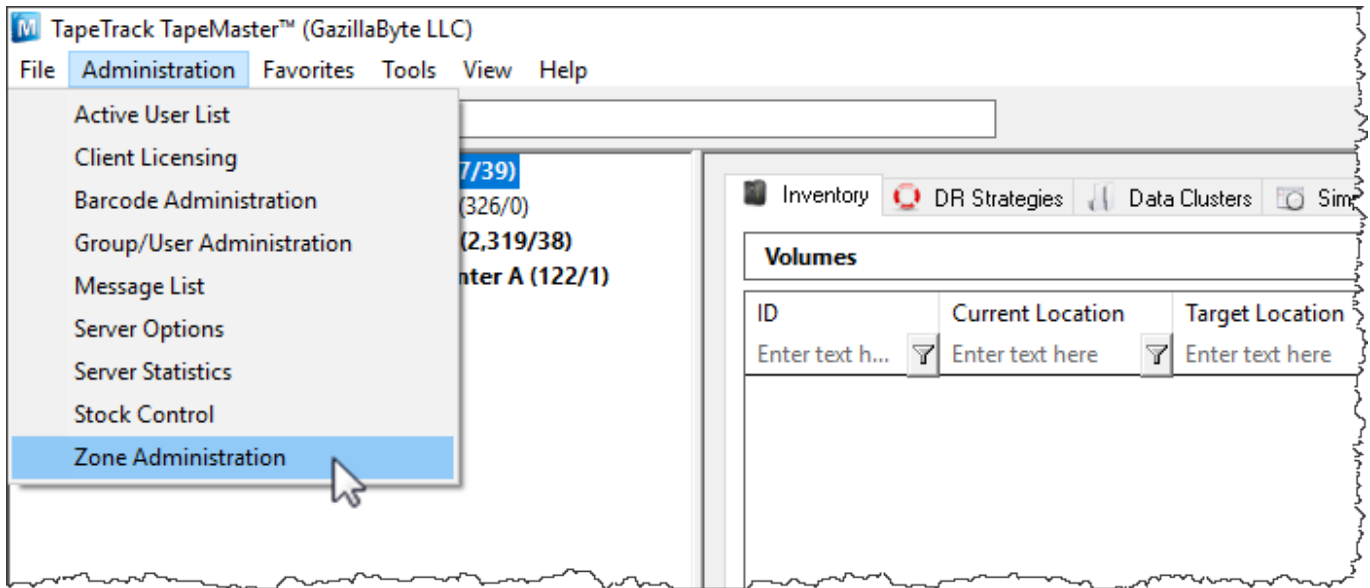 M TapeTrack TapeMaster™ (GazillaByte LLC)
File Administration Favorites Tools View Help
Active User List
Client Licensing
Barcode Administration
Group/User Administration
Message List
Server Options
Server Statistics
Stock Control
Zone Administration
7/39)
(326/0)
(2,319/38)
nter A (122/1)
Inventory DR Strategies Data Clusters Sim
Volumes
ID Current Location Target Location
Enter text h... Enter text here Enter text here